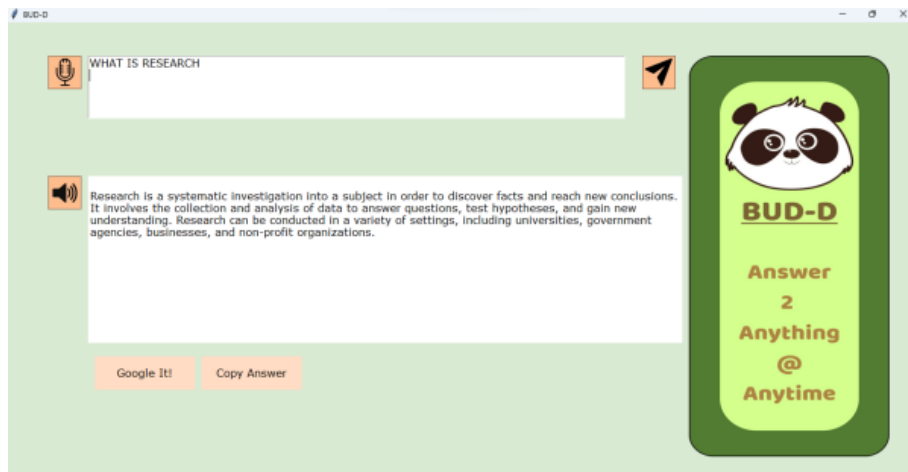 BUD-D
WHAT IS RESEARCH
Research is a systematic investigation into a subject in order to discover facts and reach new conclusions.
It involves the collection and analysis of data to answer questions, test hypotheses, and gain new
understanding. Research can be conducted in a variety of settings, including universities, government
agencies, businesses, and non-profit organizations.
Google It!
Copy Answer
BUD-D
Answer
2
Anything
@
Anytime